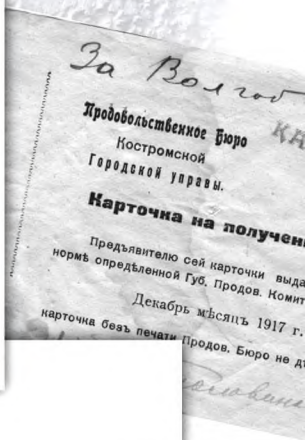 За Волгой
Продовольственное Бюро
Костромской
Городской управы.
Карточка на получен
Предъявителю сей карточки выда
нормѣ опредѣленной Губ. Продов. Комит
Декабрь мѣсяцъ 1917 г.
карточка безъ печати Продов. Бюро не дѣ